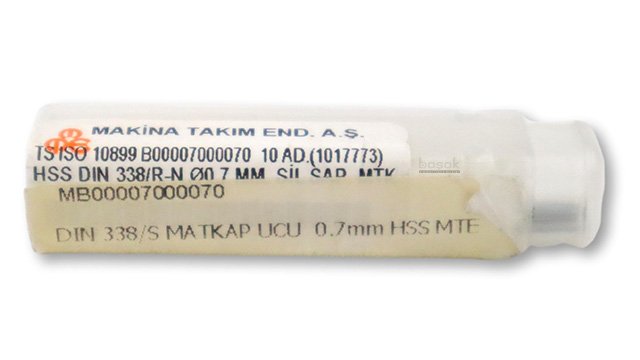 MAKİNA TAKIM END. A.Ş.
TS ISO 10899 B00007000070 10 AD.(1017773)
HSS DIN 338/R-N Ø0.7 MM. SİL.SAP. MTK
MB00007000070
DIN 338/S MATKAP UCU 0.7mm HSS MTE
basak